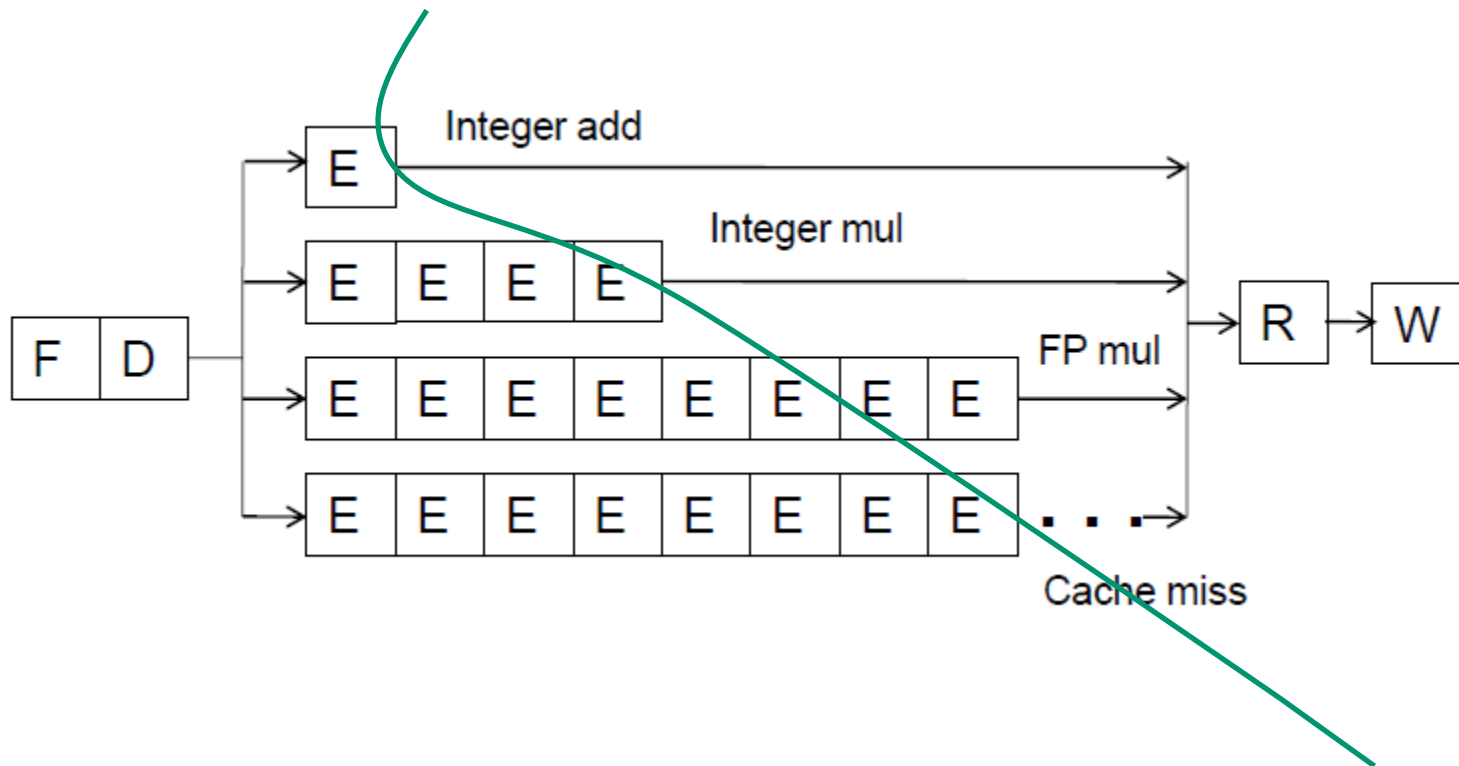 Integer add
E
Integer mul
E E E E
F D
R W
FP mul
E E E E E E E E
E E E E E E E E . . .
Cache miss